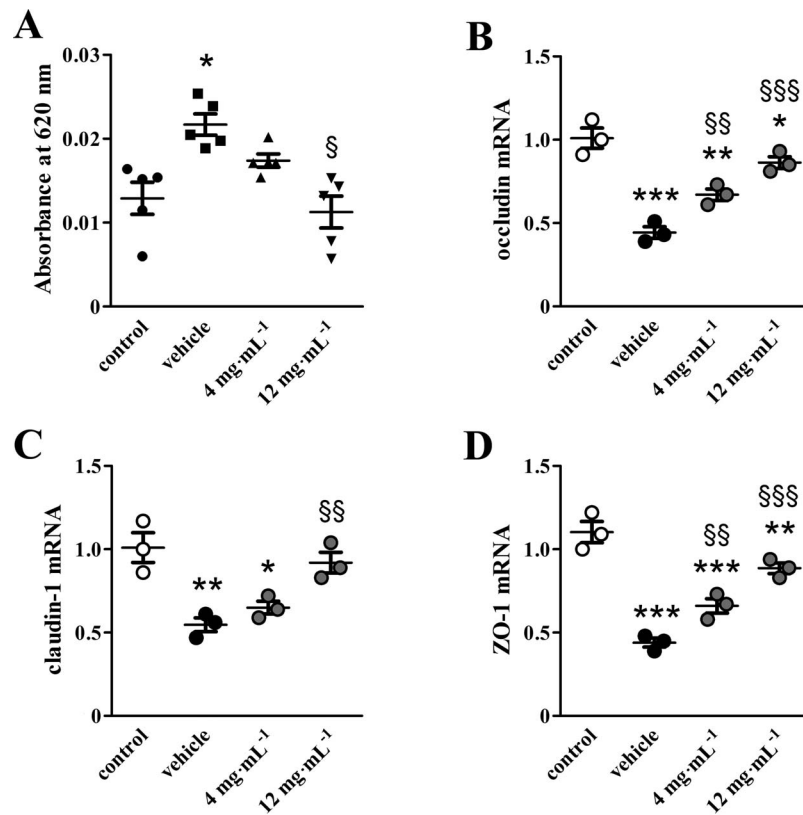 A
Absorbance at 620 nm
0.03
0.02
0.01
0
*
§
control
vehicle
4 mg·mL⁻¹
12 mg·mL⁻¹
B
occludin mRNA
1.5
1.0
0.5
0
***
§§
**
§§§
*
control
vehicle
4 mg·mL⁻¹
12 mg·mL⁻¹
C
claudin-1 mRNA
1.5
1.0
0.5
0
**
*
§§
control
vehicle
4 mg·mL⁻¹
12 mg·mL⁻¹
D
ZO-1 mRNA
1.5
1.0
0.5
0
***
§§
***
§§§
**
control
vehicle
4 mg·mL⁻¹
12 mg·mL⁻¹